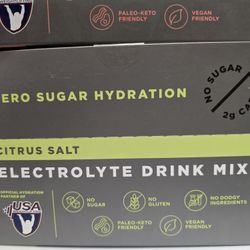 PALEO-KETO FRIENDLY
VEGAN FRIENDLY
ZERO SUGAR HYDRATION
NO SUGAR
2g CA
CITRUS SALT
ELECTROLYTE DRINK MIX
OFFICIAL HYDRATION PARTNER OF
USA
NO SUGAR
NO GLUTEN
NO DODGY INGREDIENTS
PALEO-KETO FRIENDLY
VEGAN FRIENDLY